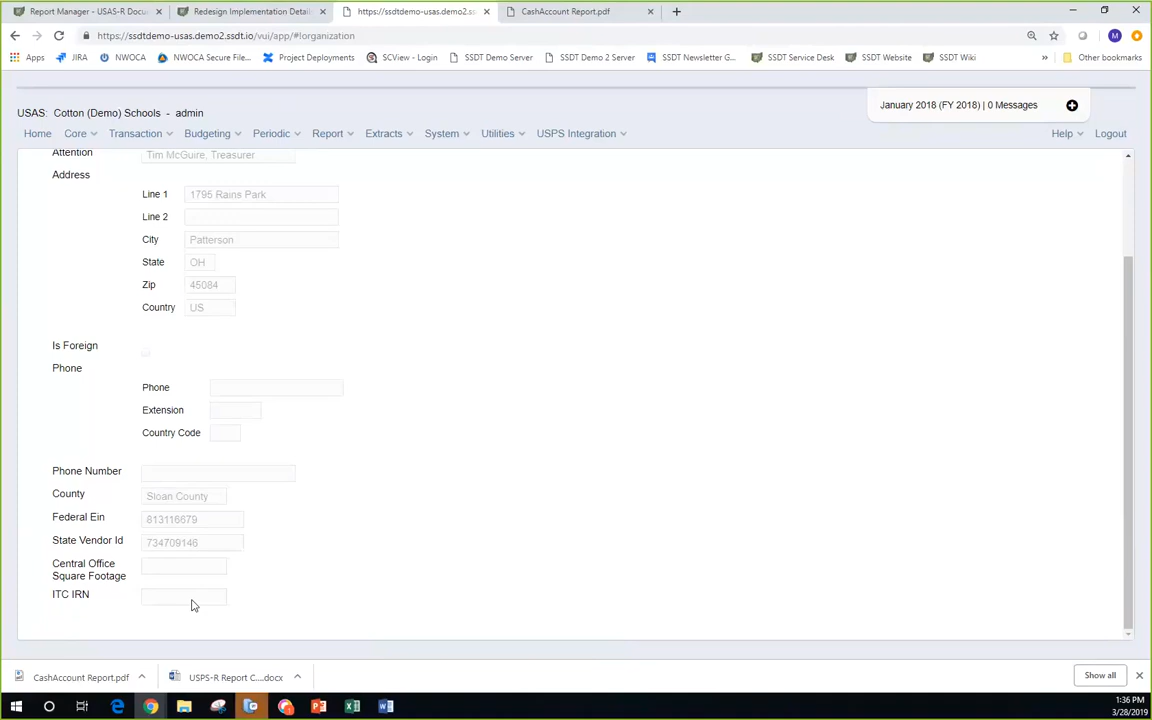 Report Manager - USAS-R Docu
Redesign Implementation Detail
https://ssdtdemo-usas.demo2.ssdt.io
CashAccount Report.pdf
https://ssdtdemo-usas.demo2.ssdt.io/vui/app/#!organization
M
Apps
JIRA
NWOCA
NWOCA Secure File...
Project Deployments
SCView - Login
SSDT Demo Server
SSDT Demo 2 Server
SSDT Newsletter G...
SSDT Service Desk
SSDT Website
SSDT Wiki
»
Other bookmarks
USAS: Cotton (Demo) Schools - admin
January 2018 (FY 2018) | 0 Messages
Home
Core
Transaction
Budgeting
Periodic
Report
Extracts
System
Utilities
USPS Integration
Help
Logout
Attention
Tim McGuire, Treasurer
Address
Line 1
1795 Rains Park
Line 2
City
Patterson
State
OH
Zip
45084
Country
US
Is Foreign
Phone
Phone
Extension
Country Code
Phone Number
County
Sloan County
Federal Ein
813116679
State Vendor Id
734709146
Central Office
Square Footage
ITC IRN
CashAccount Report.pdf
USPS-R Report C....docx
Show all
1:36 PM
3/28/2019